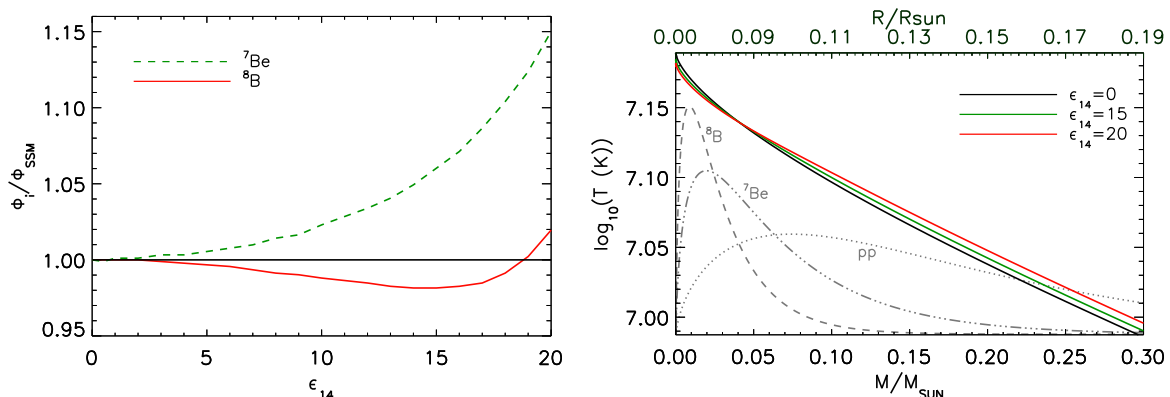 1.15
1.10
1.05
1.00
0.95
Φi/ΦSSM
⁷Be
⁸B
0 5 10 15 20
ϵ14
R/Rsun
0.00 0.09 0.11 0.13 0.15 0.17 0.19
7.15
7.10
7.05
7.00
log10(T (K))
ϵ14=0
ϵ14=15
ϵ14=20
⁸B
⁷Be
pp
0.00 0.05 0.10 0.15 0.20 0.25 0.30
M/MSUN